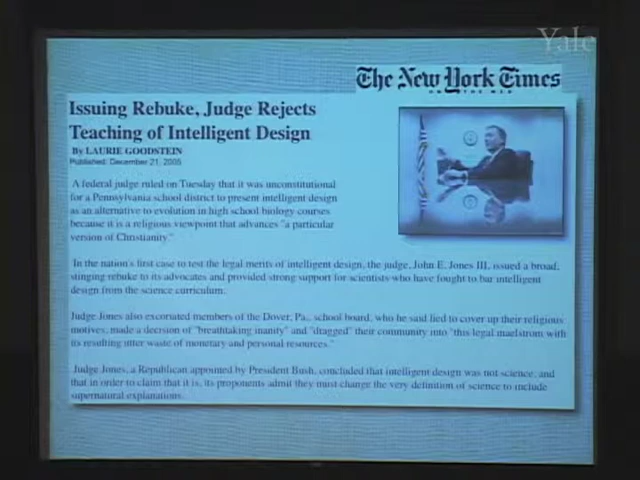 Yale
The New York Times
ON THE WEB
Issuing Rebuke, Judge Rejects
Teaching of Intelligent Design
By LAURIE GOODSTEIN
Published: December 21, 2005
A federal judge ruled on Tuesday that it was unconstitutional
for a Pennsylvania school district to present intelligent design
as an alternative to evolution in high school biology courses
because it is a religious viewpoint that advances "a particular
version of Christianity."
In the nation's first case to test the legal merits of intelligent design, the judge, John E. Jones III, issued a broad,
stinging rebuke to its advocates and provided strong support for scientists who have fought to bar intelligent
design from the science curriculum.
Judge Jones also excoriated members of the Dover, Pa., school board, who he said lied to cover up their religious
motives, made a decision of "breathtaking inanity" and "dragged" their community into "this legal maelstrom with
its resulting utter waste of monetary and personal resources."
Judge Jones, a Republican appointed by President Bush, concluded that intelligent design was not science, and
that in order to claim that it is, its proponents admit they must change the very definition of science to include
supernatural explanations.